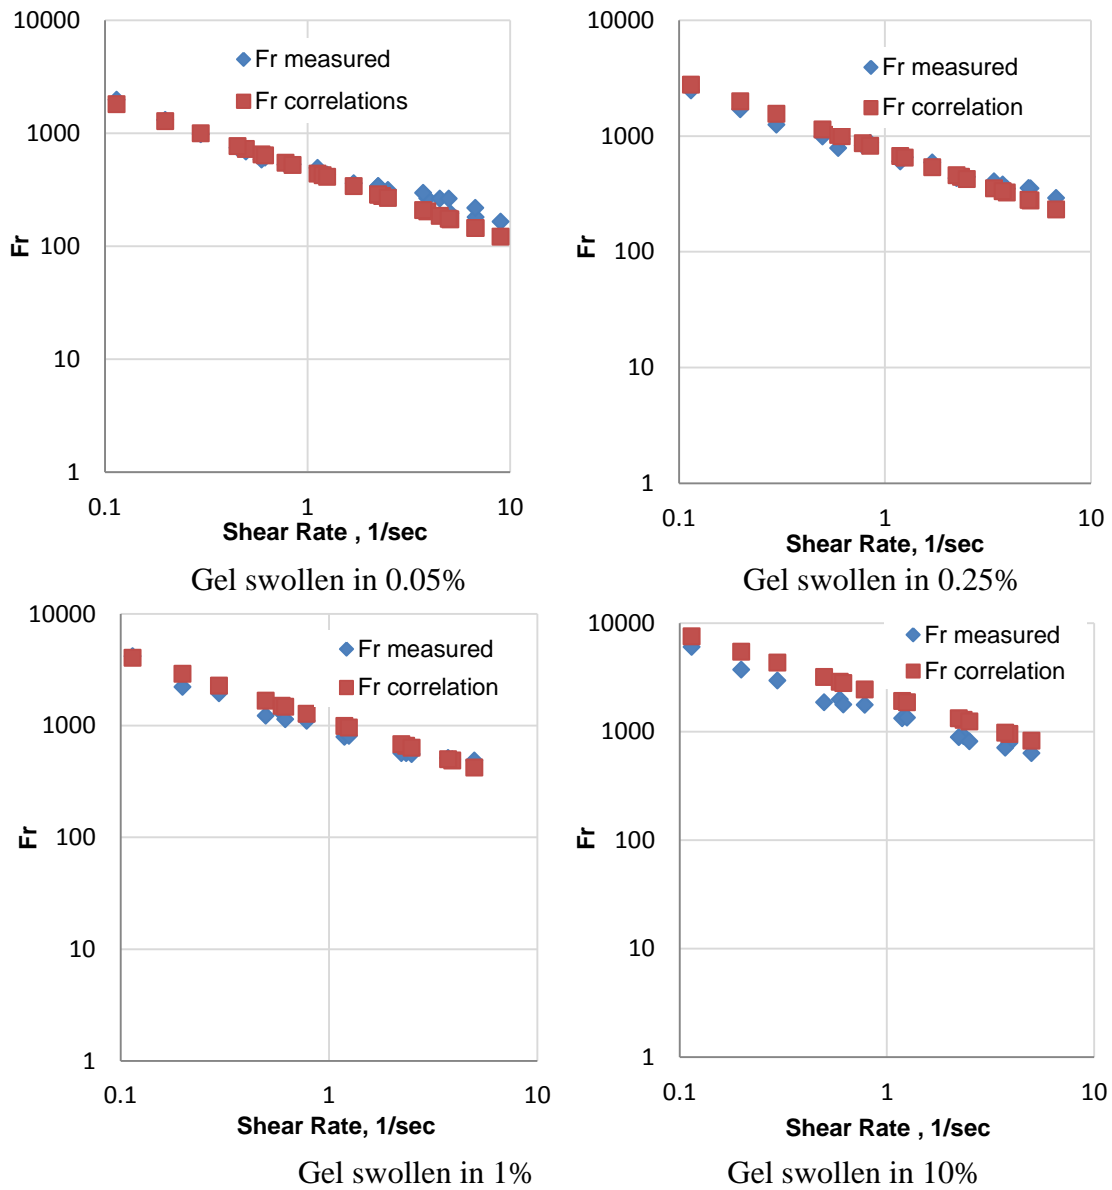 10000
1000
100
10
1
0.1
1
10
Fr
Fr measured
Fr correlations
Shear Rate , 1/sec
Gel swollen in 0.05%
10000
1000
100
10
1
0.1
1
10
Fr
Fr measured
Fr correlation
Shear Rate, 1/sec
Gel swollen in 0.25%
10000
1000
100
10
1
0.1
1
10
Fr
Fr measured
Fr correlation
Shear Rate, 1/sec
Gel swollen in 1%
10000
1000
100
10
1
0.1
1
10
Fr
Fr measured
Fr correlation
Shear Rate , 1/sec
Gel swollen in 10%